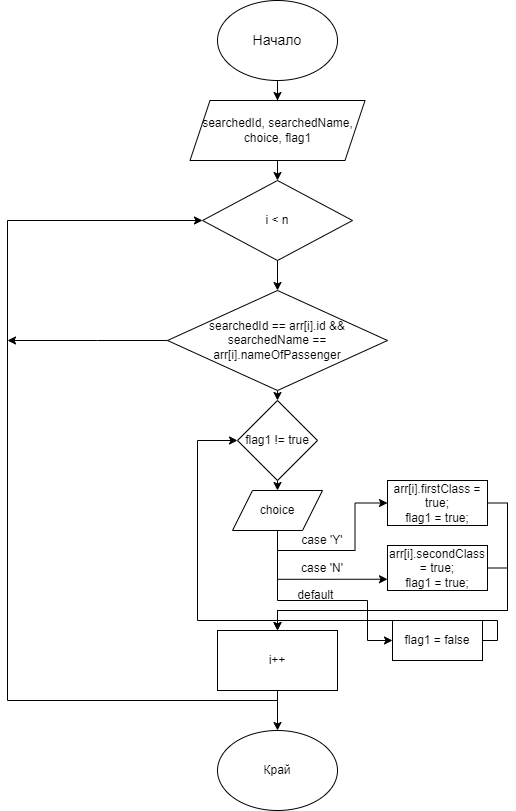 Начало
searchedId, searchedName,
choice, flag1
i < n
searchedId == arr[i].id &&
searchedName ==
arr[i].nameOfPassenger
flag1 != true
choice
case 'Y'
arr[i].firstClass =
true;
flag1 = true;
case 'N'
arr[i].secondClass
= true;
flag1 = true;
default
flag1 = false
i++
Край